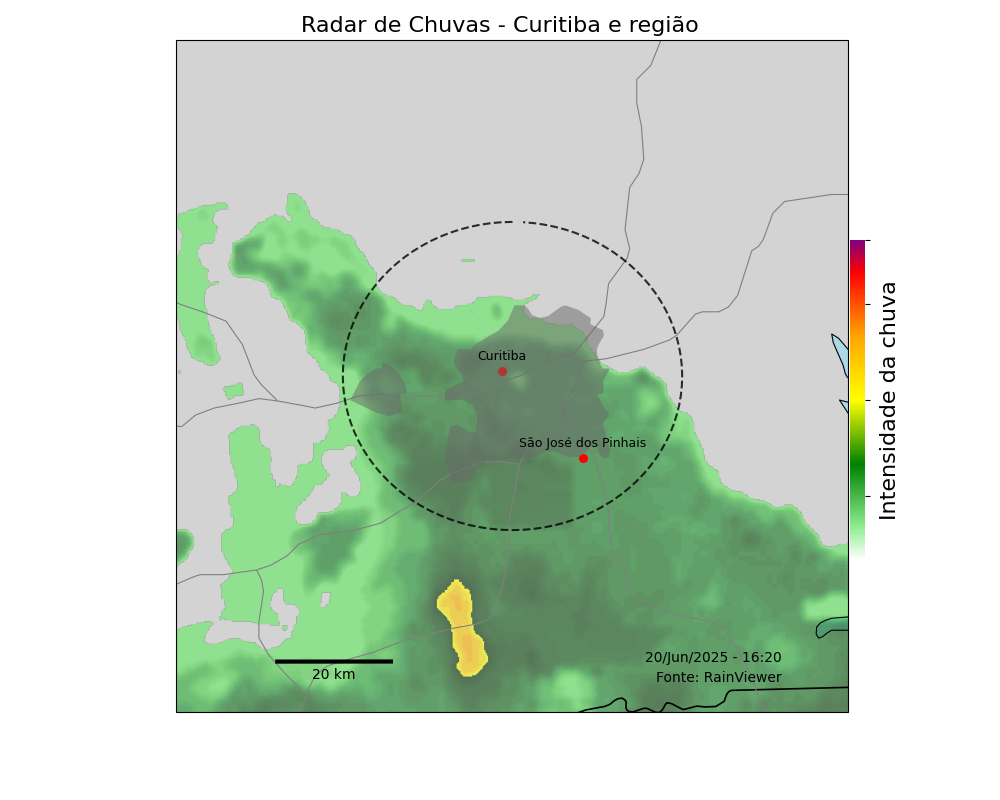 Radar de Chuvas - Curitiba e região
Curitiba
São José dos Pinhais
Intensidade da chuva
20 km
20/Jun/2025 - 16:20
Fonte: RainViewer